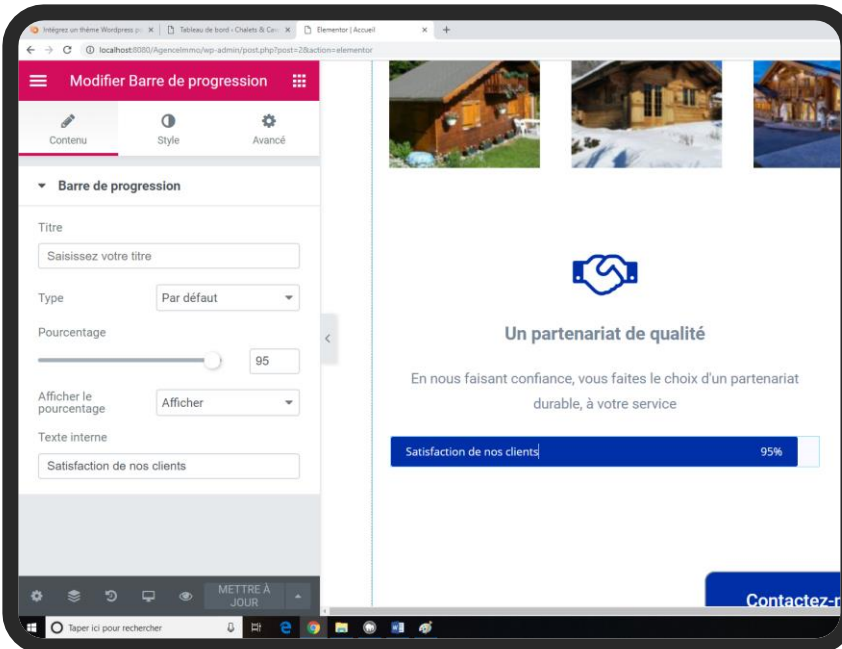 Intégrez un thème Wordpress po
Tableau de bord ‹ Chalets & Cav
Elementor | Accueil
localhost:8080/AgenceImmo/wp-admin/post.php?post=28&action=elementor
Modifier Barre de progression
Contenu
Style
Avancé
Barre de progression
Titre
Saisissez votre titre
Type
Par défaut
Pourcentage
95
Afficher le
pourcentage
Afficher
Texte interne
Satisfaction de nos clients
METTRE À
JOUR
Un partenariat de qualité
En nous faisant confiance, vous faites le choix d'un partenariat
durable, à votre service
Satisfaction de nos clients
95%
Contactez-n
Taper ici pour rechercher